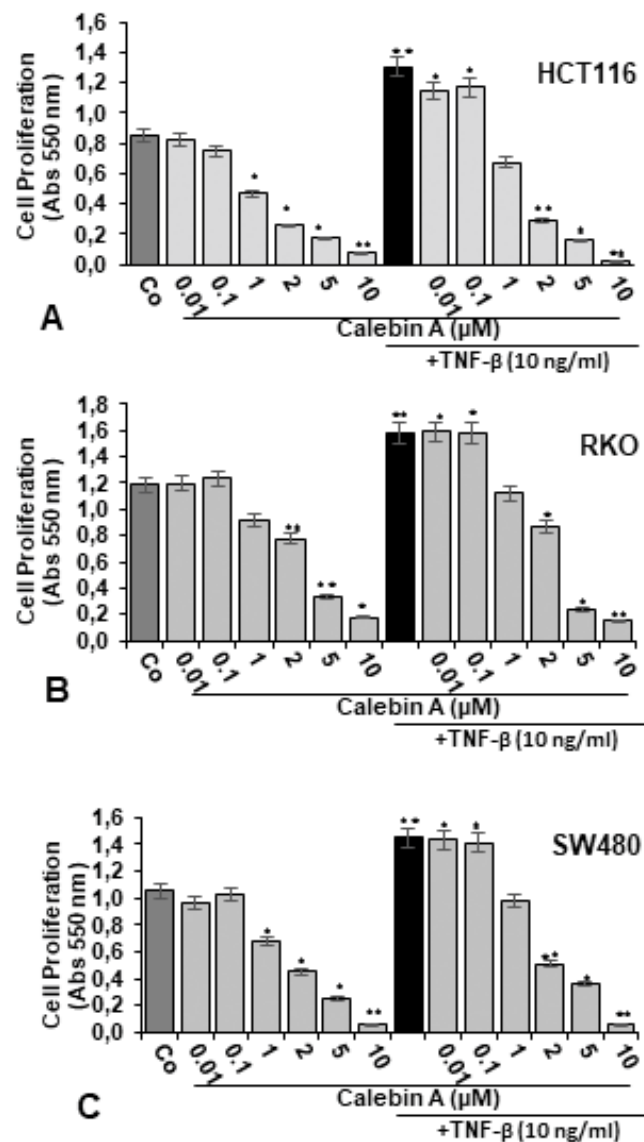 HCT116
Cell Proliferation
(Abs 550 nm)
1,6
1,4
1,2
1,0
0,8
0,6
0,4
0,2
0,0
* * * ** ** * * ** * **
Co 0.01 0.1 1 2 5 10 0.01 0.1 1 2 5 10
A
Calebin A (µM)
+TNF-β (10 ng/ml)
RKO
Cell Proliferation
(Abs 550 nm)
1,8
1,6
1,4
1,2
1,0
0,8
0,6
0,4
0,2
0,0
** ** * ** * * * * **
Co 0.01 0.1 1 2 5 10 0.01 0.1 1 2 5 10
B
Calebin A (µM)
+TNF-β (10 ng/ml)
SW480
Cell Proliferation
(Abs 550 nm)
1,6
1,4
1,2
1,0
0,8
0,6
0,4
0,2
0,0
* * * ** ** * * ** * **
Co 0.01 0.1 1 2 5 10 0.01 0.1 1 2 5 10
C
Calebin A (µM)
+TNF-β (10 ng/ml)